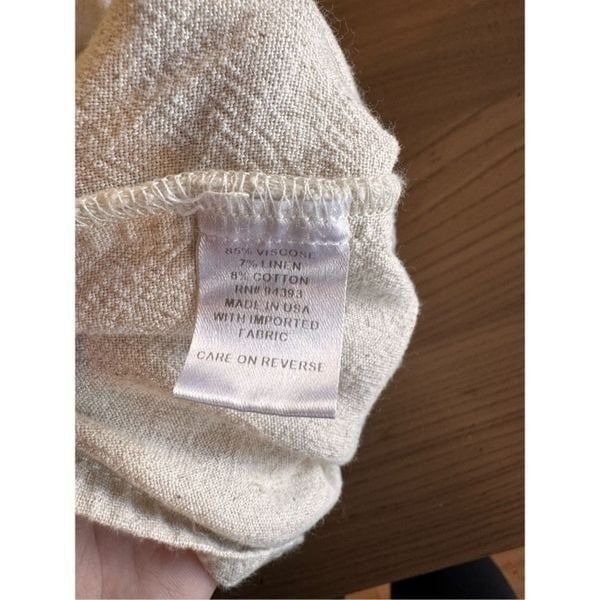 85% VISCOSE
7% LINEN
8% COTTON
RN# 94393
MADE IN USA
WITH IMPORTED
FABRIC
CARE ON REVERSE